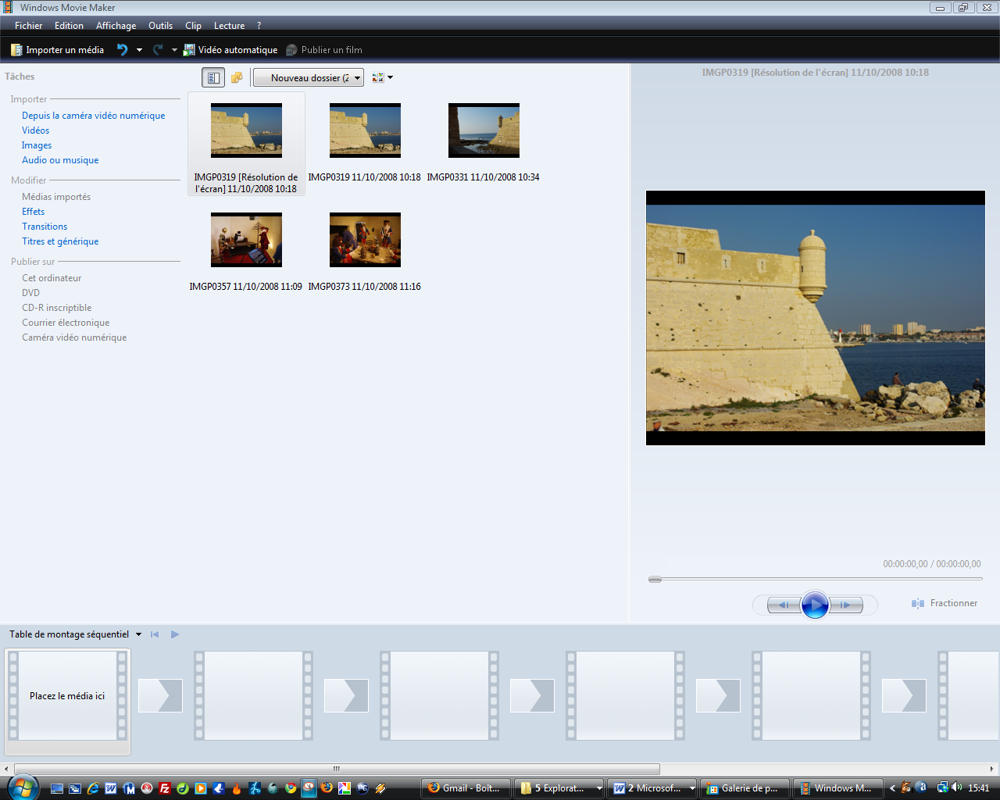 Windows Movie Maker
Fichier Edition Affichage Outils Clip Lecture ?
Importer un média Vidéo automatique Publier un film
Tâches
Importer
Depuis la caméra vidéo numérique
Vidéos
Images
Audio ou musique
Modifier
Médias importés
Effets
Transitions
Titres et générique
Publier sur
Cet ordinateur
DVD
CD-R inscriptible
Courrier électronique
Caméra vidéo numérique
Nouveau dossier (2
IMGP0319 [Résolution de
l'écran] 11/10/2008 10:18
IMGP0319 11/10/2008 10:18
IMGP0331 11/10/2008 10:34
IMGP0357 11/10/2008 11:09
IMGP0373 11/10/2008 11:16
IMGP0319 [Résolution de l'écran] 11/10/2008 10:18
00:00:00,00 / 00:00:00,00
Fractionner
Table de montage séquentiel
Placez le média ici
Gmail - Boît... 5 Explorat... 2 Microsof... Galerie de p... Windows M... 15:41